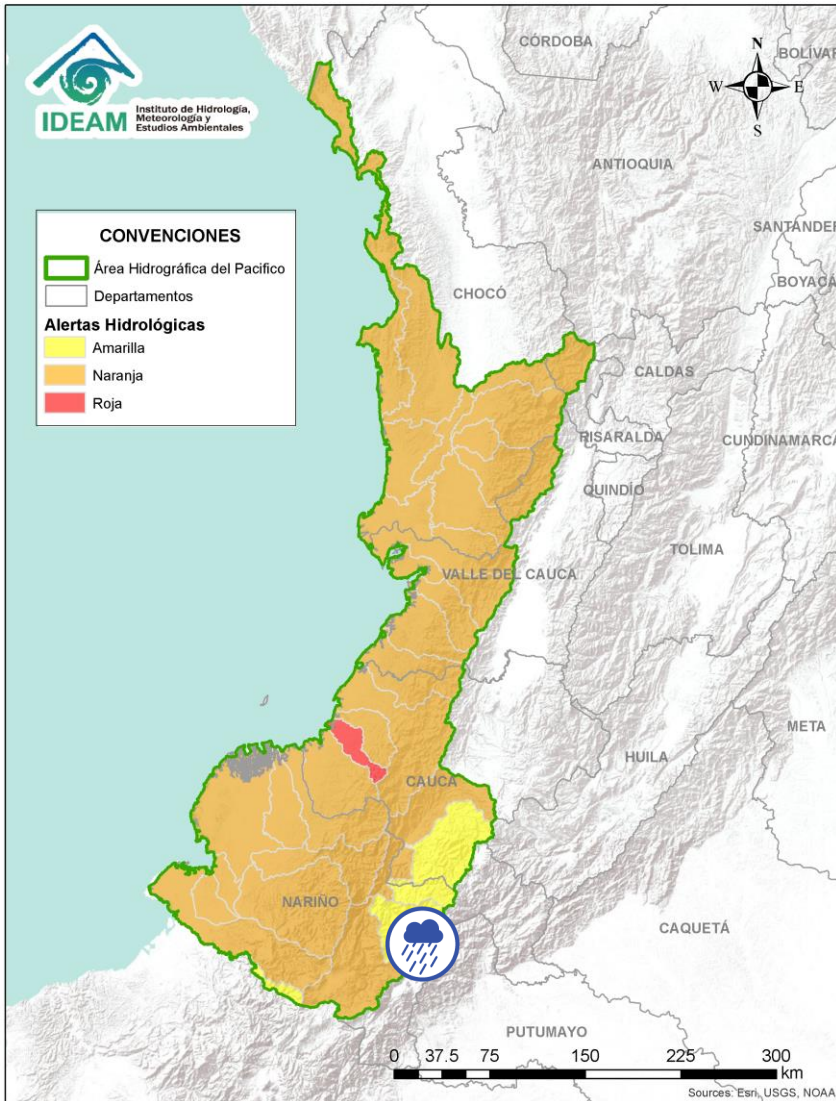 CÓRDOBA
BOLÍVAR
N
W
E
S
IDEAM
Instituto de Hidrología,
Meteorología y
Estudios Ambientales
ANTIOQUIA
SANTANDER
BOYACÁ
CONVENCIONES
Área Hidrográfica del Pacifico
Departamentos
Alertas Hidrológicas
Amarilla
Naranja
Roja
CHOCÓ
CALDAS
RISARALDA
CUNDINAMARCA
QUINDÍO
TOLIMA
VALLE DEL CAUCA
META
HUILA
CAUCA
NARIÑO
CAQUETÁ
PUTUMAYO
0 37.5 75 150 225 300
km
Sources: Esri, USGS, NOAA